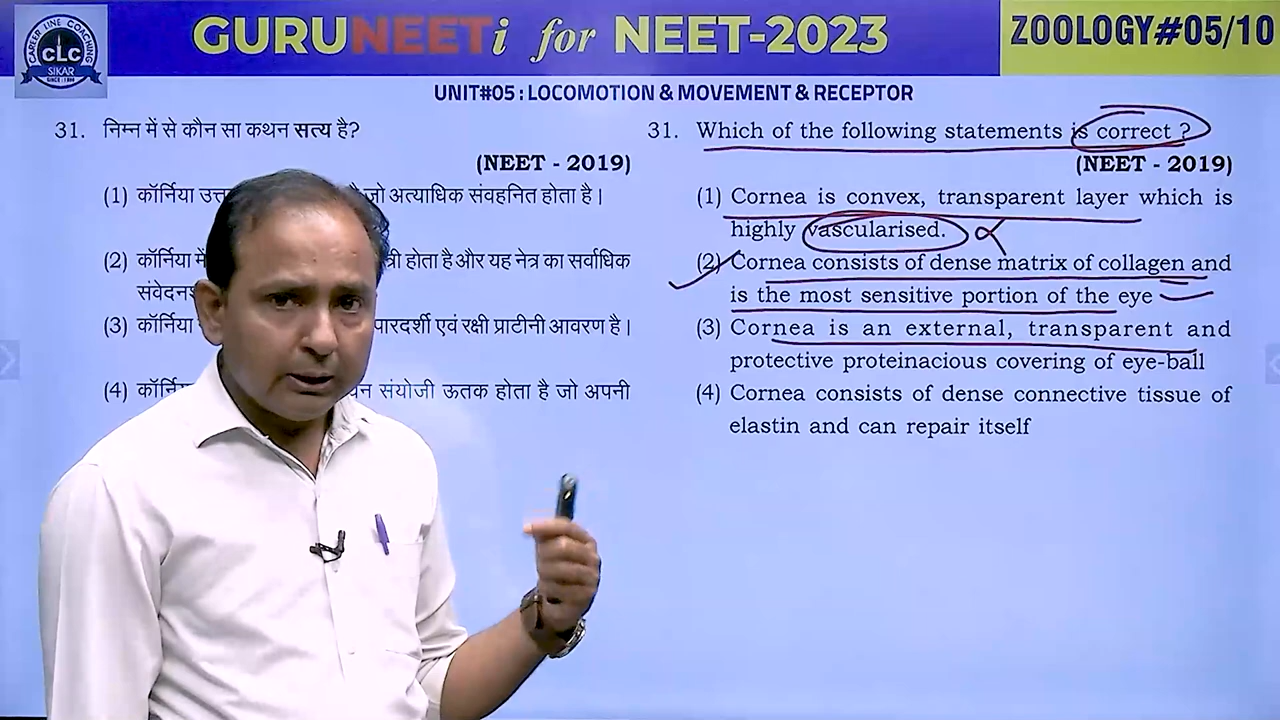 CAREER LINE COACHING
CLC
SIKAR
SINCE : 1996
GURUNEETi for NEET-2023
ZOOLOGY#05/10
UNIT#05 : LOCOMOTION & MOVEMENT & RECEPTOR
31. निम्न में से कौन सा कथन सत्य है?
(NEET - 2019)
(1) कॉर्निया जो अत्याधिक संवहनित होता है।
(2) कॉर्निया में होता है और यह नेत्र का सर्वाधिक
(3) कॉर्निया पारदर्शी एवं रक्षी प्राटीनी आवरण है।
(4) संयोजी ऊतक होता है जो अपनी
31. Which of the following statements is correct ?
(NEET - 2019)
(1) Cornea is convex, transparent layer which is
highly vascularised.
(2) Cornea consists of dense matrix of collagen and
is the most sensitive portion of the eye
(3) Cornea is an external, transparent and
protective proteinacious covering of eye-ball
(4) Cornea consists of dense connective tissue of
elastin and can repair itself